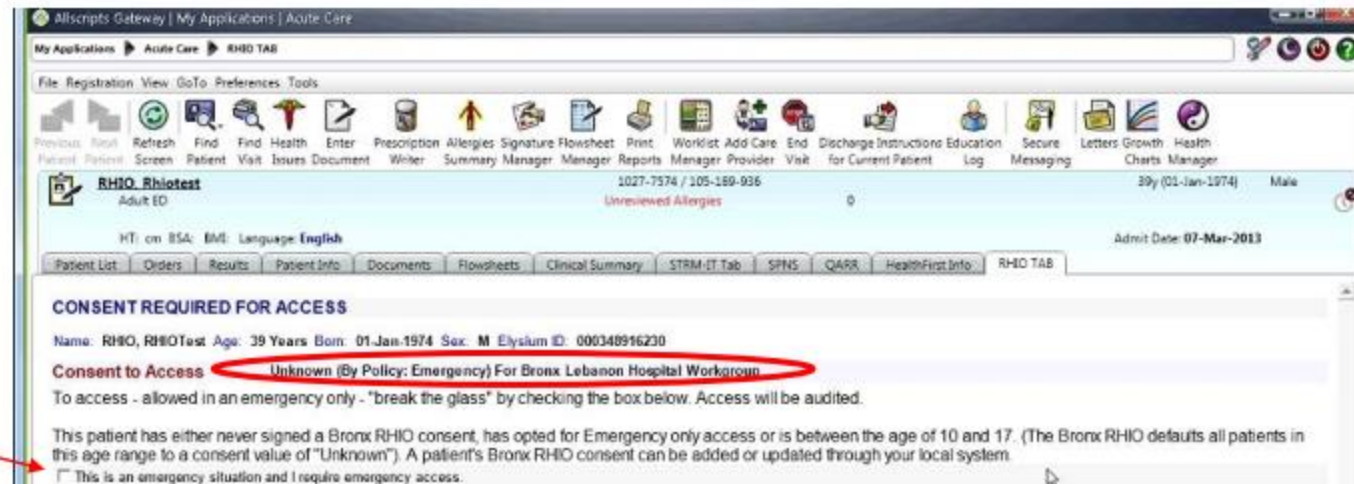 Allscripts Gateway | My Applications | Acute Care
My Applications Acute Care RHIO TAB
File Registration View GoTo Preferences Tools
Previous Next Refresh Find Find Health Enter Prescription Allergies Signature Flowsheet Print Worklist Add Care End Discharge Instructions Education Secure Letters Growth Health
Patient Patient Screen Patient Visit Issues Document Writer Summary Manager Manager Reports Manager Provider Visit for Current Patient Log Messaging Charts Manager
RHIO, Rhiotest 1027-7574 / 105-169-936 39y (01-Jan-1974) Male
Adult ED Unreviewed Allergies 0
HT: cm BSA: BMI: Language: English Admit Date: 07-Mar-2013
Patient List Orders Results Patient Info Documents Flowsheets Clinical Summary STRM-IT Tab SPNS QARR HealthFirst Info RHIO TAB
CONSENT REQUIRED FOR ACCESS
Name: RHIO, RHIOTest Age: 39 Years Born: 01-Jan-1974 Sex: M Elysium ID: 000348916230
Consent to Access Unknown (By Policy: Emergency) For Bronx Lebanon Hospital Workgroup
To access - allowed in an emergency only - "break the glass" by checking the box below. Access will be audited.
This patient has either never signed a Bronx RHIO consent, has opted for Emergency only access or is between the age of 10 and 17. (The Bronx RHIO defaults all patients in
this age range to a consent value of "Unknown"). A patient's Bronx RHIO consent can be added or updated through your local system.
This is an emergency situation and I require emergency access.